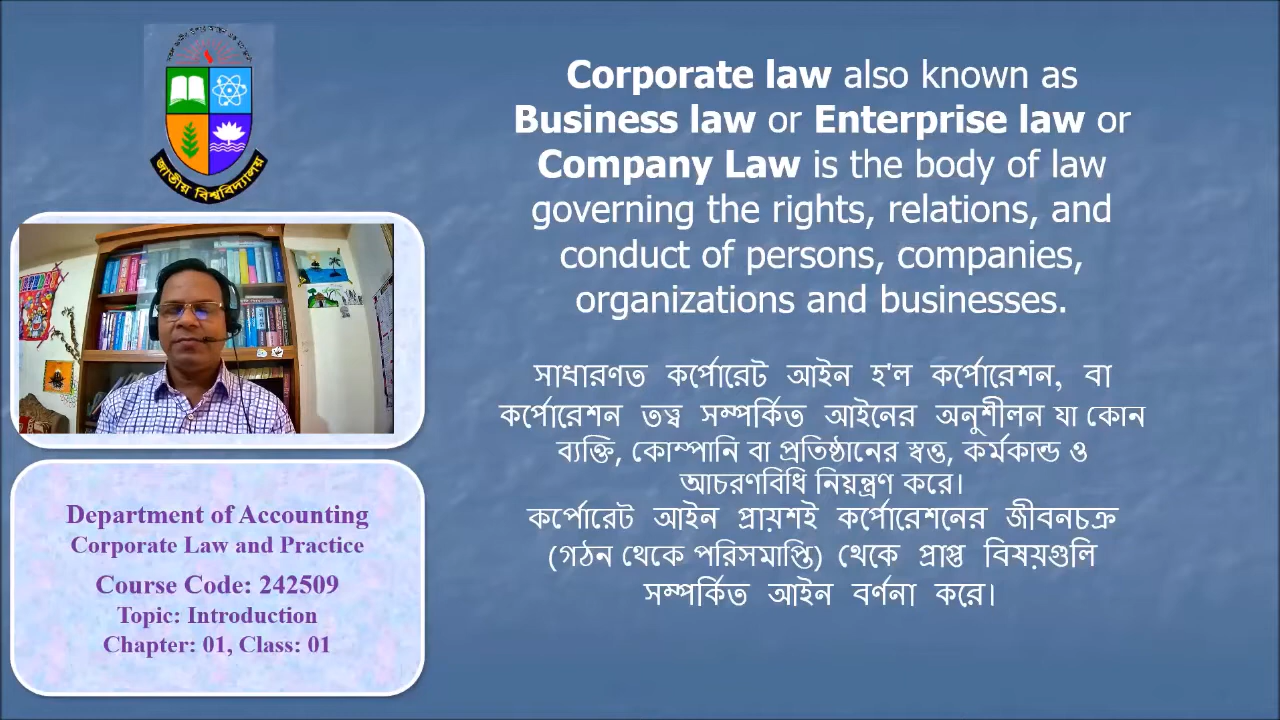 জাতীয় বিশ্ববিদ্যালয়
Corporate law also known as
Business law or Enterprise law or
Company Law is the body of law
governing the rights, relations, and
conduct of persons, companies,
organizations and businesses.
সাধারণত কর্পোরেট আইন হ'ল কর্পোরেশন, বা
কর্পোরেশন তত্ত্ব সম্পর্কিত আইনের অনুশীলন যা কোন
ব্যক্তি, কোম্পানি বা প্রতিষ্ঠানের স্বত্ত, কর্মকান্ড ও
আচরণবিধি নিয়ন্ত্রণ করে।
কর্পোরেট আইন প্রায়শই কর্পোরেশনের জীবনচক্র
(গঠন থেকে পরিসমাপ্তি) থেকে প্রাপ্ত বিষয়গুলি
সম্পর্কিত আইন বর্ণনা করে।
Department of Accounting
Corporate Law and Practice
Course Code: 242509
Topic: Introduction
Chapter: 01, Class: 01